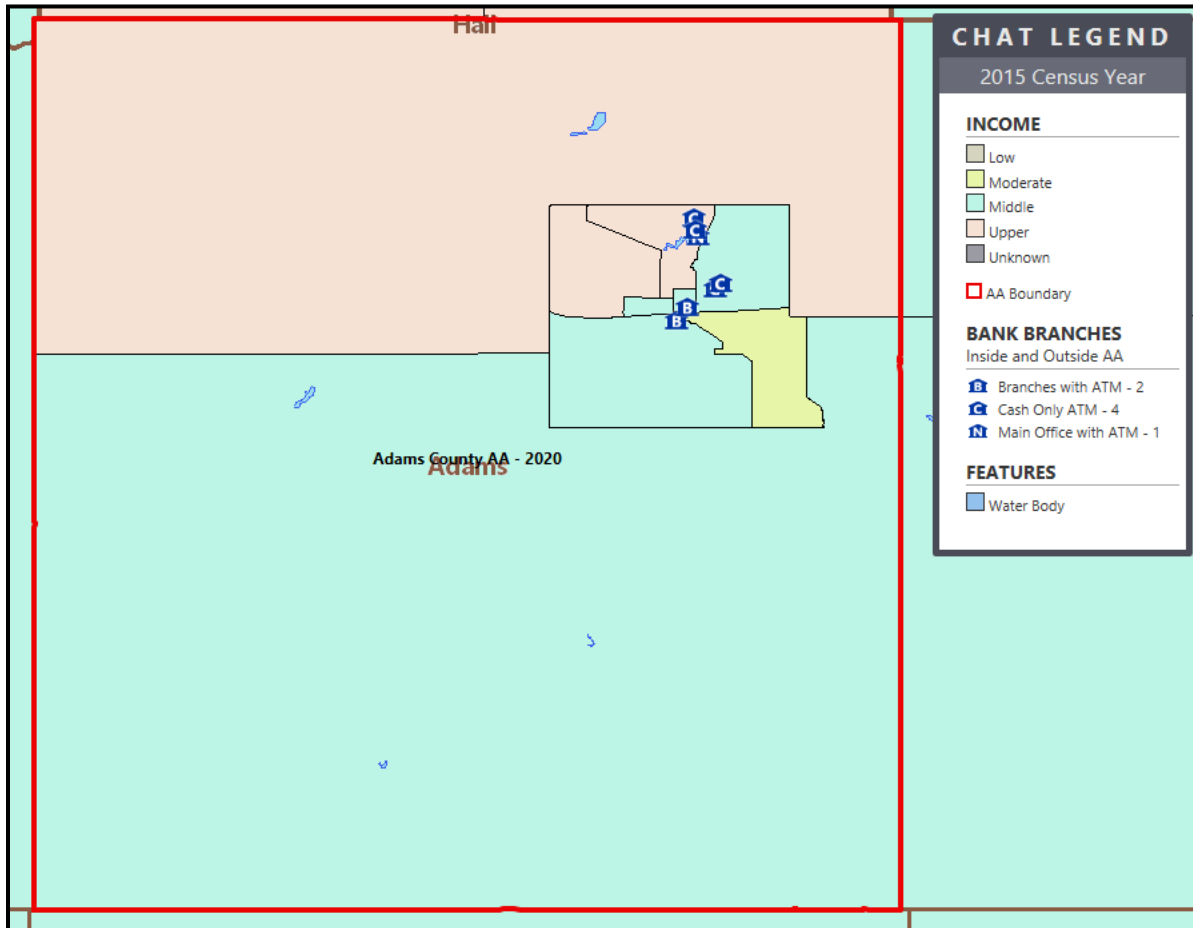 Hall
Adams County AA - 2020
Adams
C
C
N
C
B
B
CHAT LEGEND
2015 Census Year
INCOME
Low
Moderate
Middle
Upper
Unknown
AA Boundary
BANK BRANCHES
Inside and Outside AA
B Branches with ATM - 2
C Cash Only ATM - 4
N Main Office with ATM - 1
FEATURES
Water Body